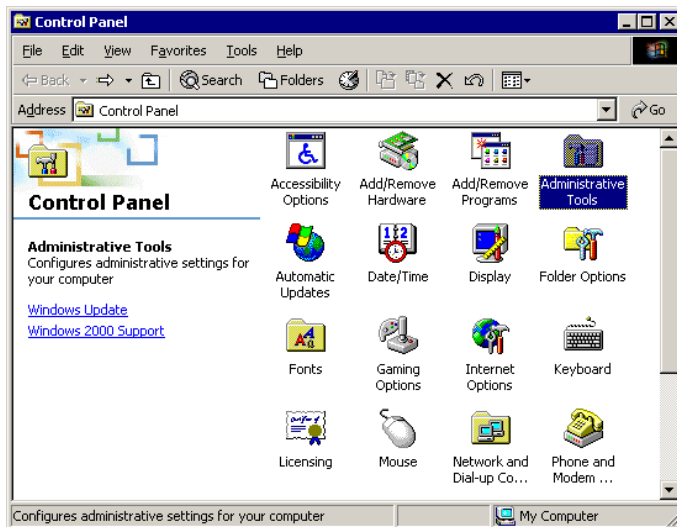 Control Panel
File Edit View Favorites Tools Help
Back Search Folders
Address Control Panel Go
Control Panel
Administrative Tools
Configures administrative settings for
your computer
Windows Update
Windows 2000 Support
Accessibility
Options
Add/Remove
Hardware
Add/Remove
Programs
Administrative
Tools
Automatic
Updates
Date/Time
Display
Folder Options
Fonts
Gaming
Options
Internet
Options
Keyboard
Licensing
Mouse
Network and
Dial-up Co...
Phone and
Modem ...
Configures administrative settings for your computer
My Computer